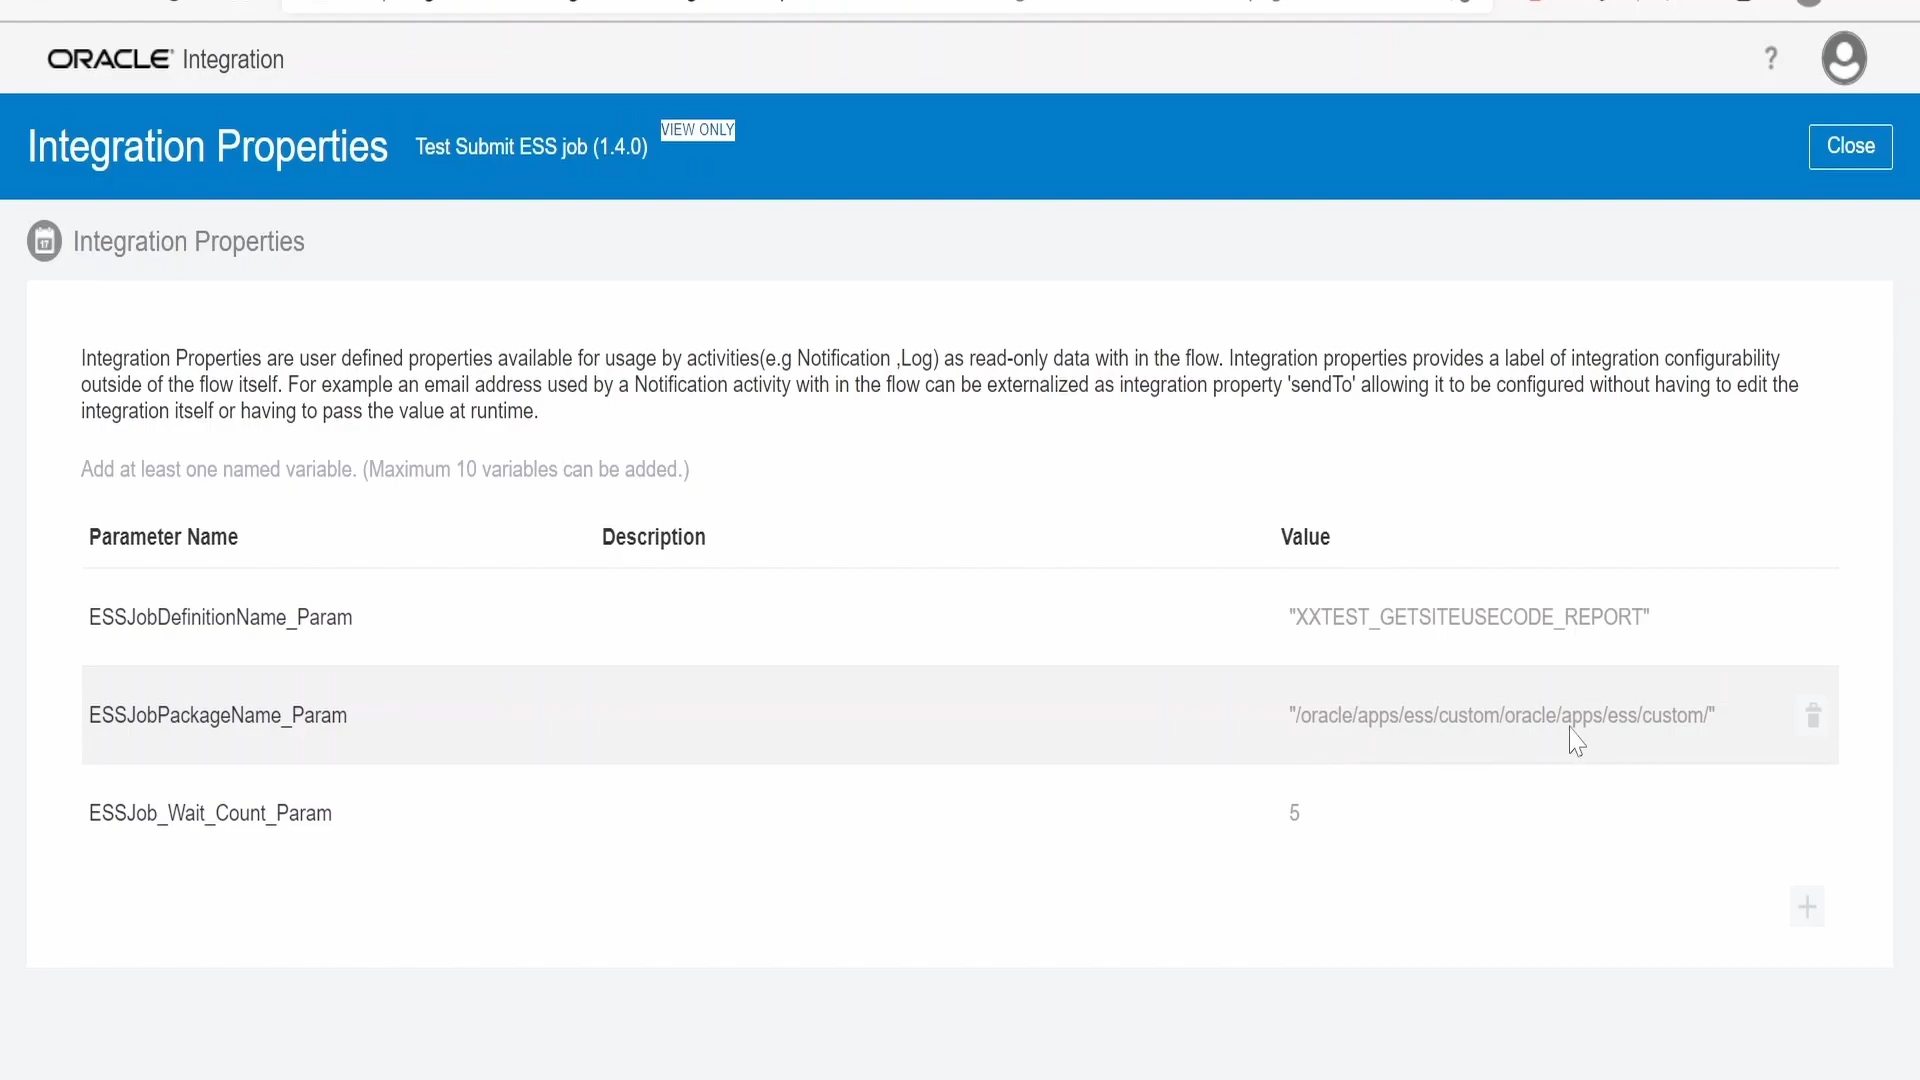 ORACLE Integration
?
Integration Properties Test Submit ESS job (1.4.0) VIEW ONLY
Close
Integration Properties
Integration Properties are user defined properties available for usage by activities(e.g Notification ,Log) as read-only data with in the flow. Integration properties provides a label of integration configurability
outside of the flow itself. For example an email address used by a Notification activity with in the flow can be externalized as integration property 'sendTo' allowing it to be configured without having to edit the
integration itself or having to pass the value at runtime.
Add at least one named variable. (Maximum 10 variables can be added.)
Parameter Name Description Value
ESSJobDefinitionName_Param "XXTEST_GETSITEUSECODE_REPORT"
ESSJobPackageName_Param "/oracle/apps/ess/custom/oracle/apps/ess/custom/"
ESSJob_Wait_Count_Param 5